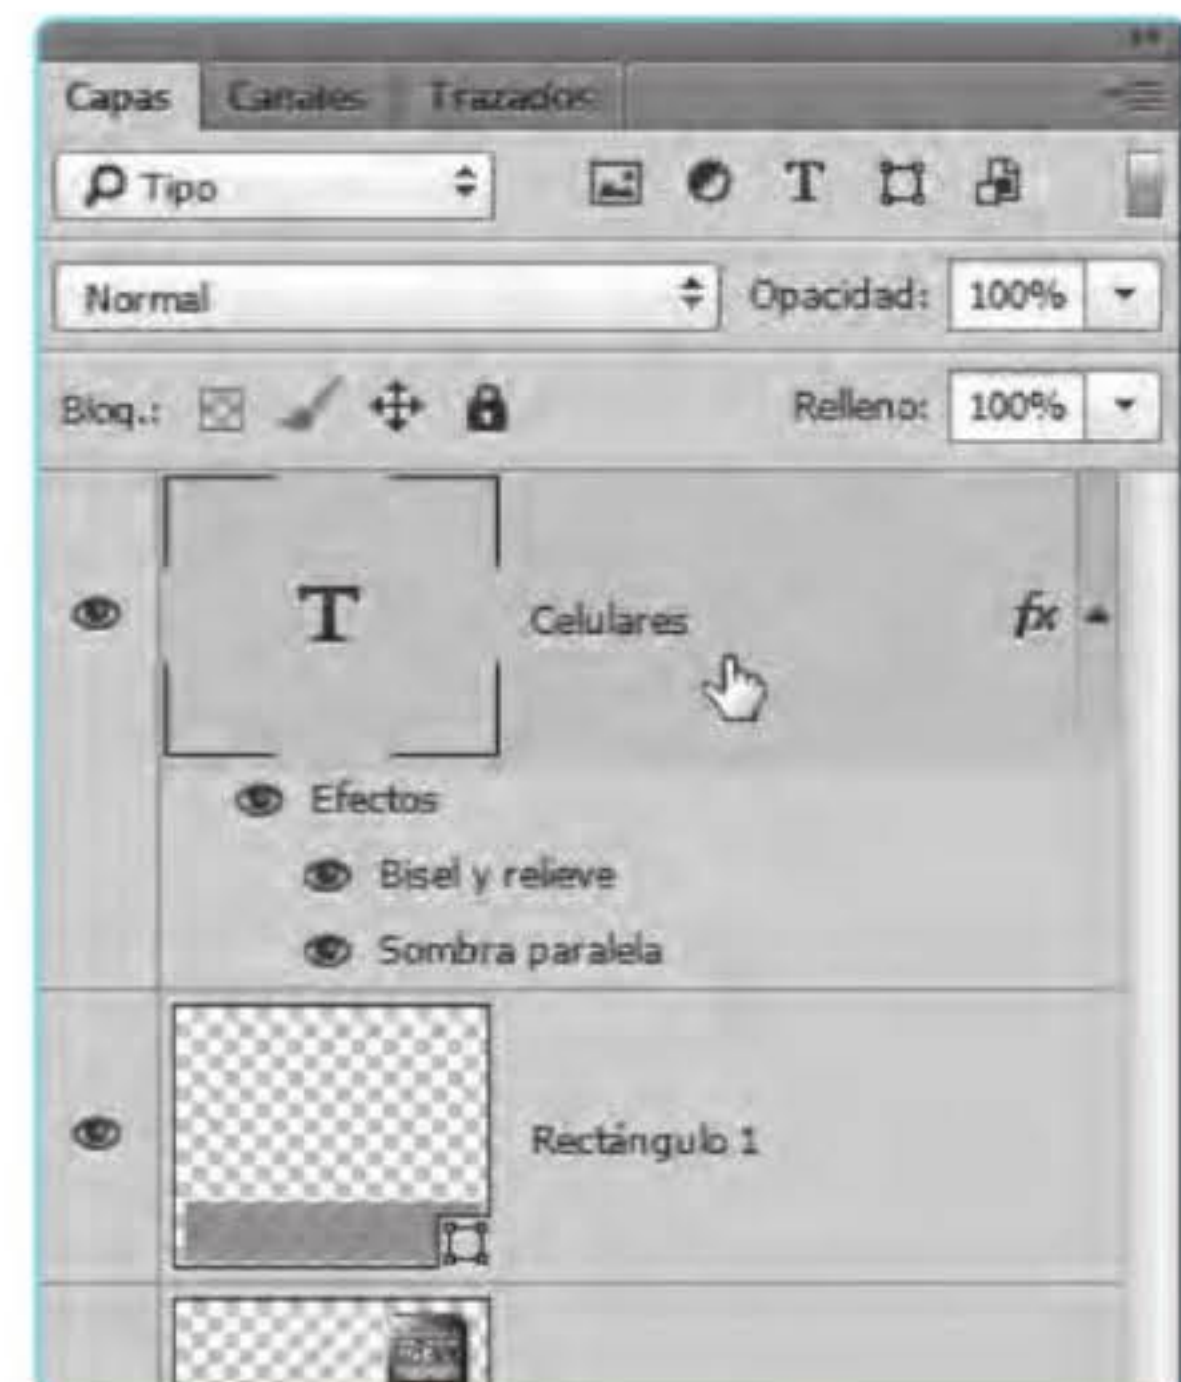 Capas Canales Trazados
Tipo T
Normal Opacidad: 100%
Bloq.: Relleno: 100%
T Celulares fx
Efectos
Bisel y relieve
Sombra paralela
Rectángulo 1